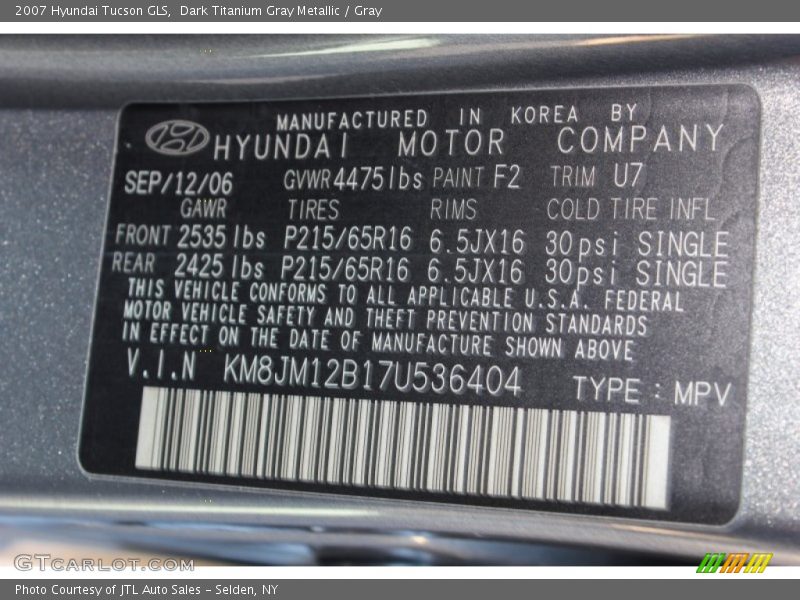 2007 Hyundai Tucson GLS,  Dark Titanium Gray Metallic / Gray
MANUFACTURED IN KOREA BY
HYUNDAI MOTOR COMPANY
SEP/12/06 GVWR 4475lbs PAINT F2 TRIM U7
GAWR TIRES RIMS COLD TIRE INFL
FRONT 2535 lbs P215/65R16 6.5JX16 30psi SINGLE
REAR 2425 lbs P215/65R16 6.5JX16 30psi SINGLE
THIS VEHICLE CONFORMS TO ALL APPLICABLE U.S.A. FEDERAL
MOTOR VEHICLE SAFETY AND THEFT PREVENTION STANDARDS
IN EFFECT ON THE DATE OF MANUFACTURE SHOWN ABOVE
V.I.N KM8JM12B17U536404 TYPE : MPV
GTCARLOT.COM
Photo Courtesy of JTL Auto Sales - Selden, NY